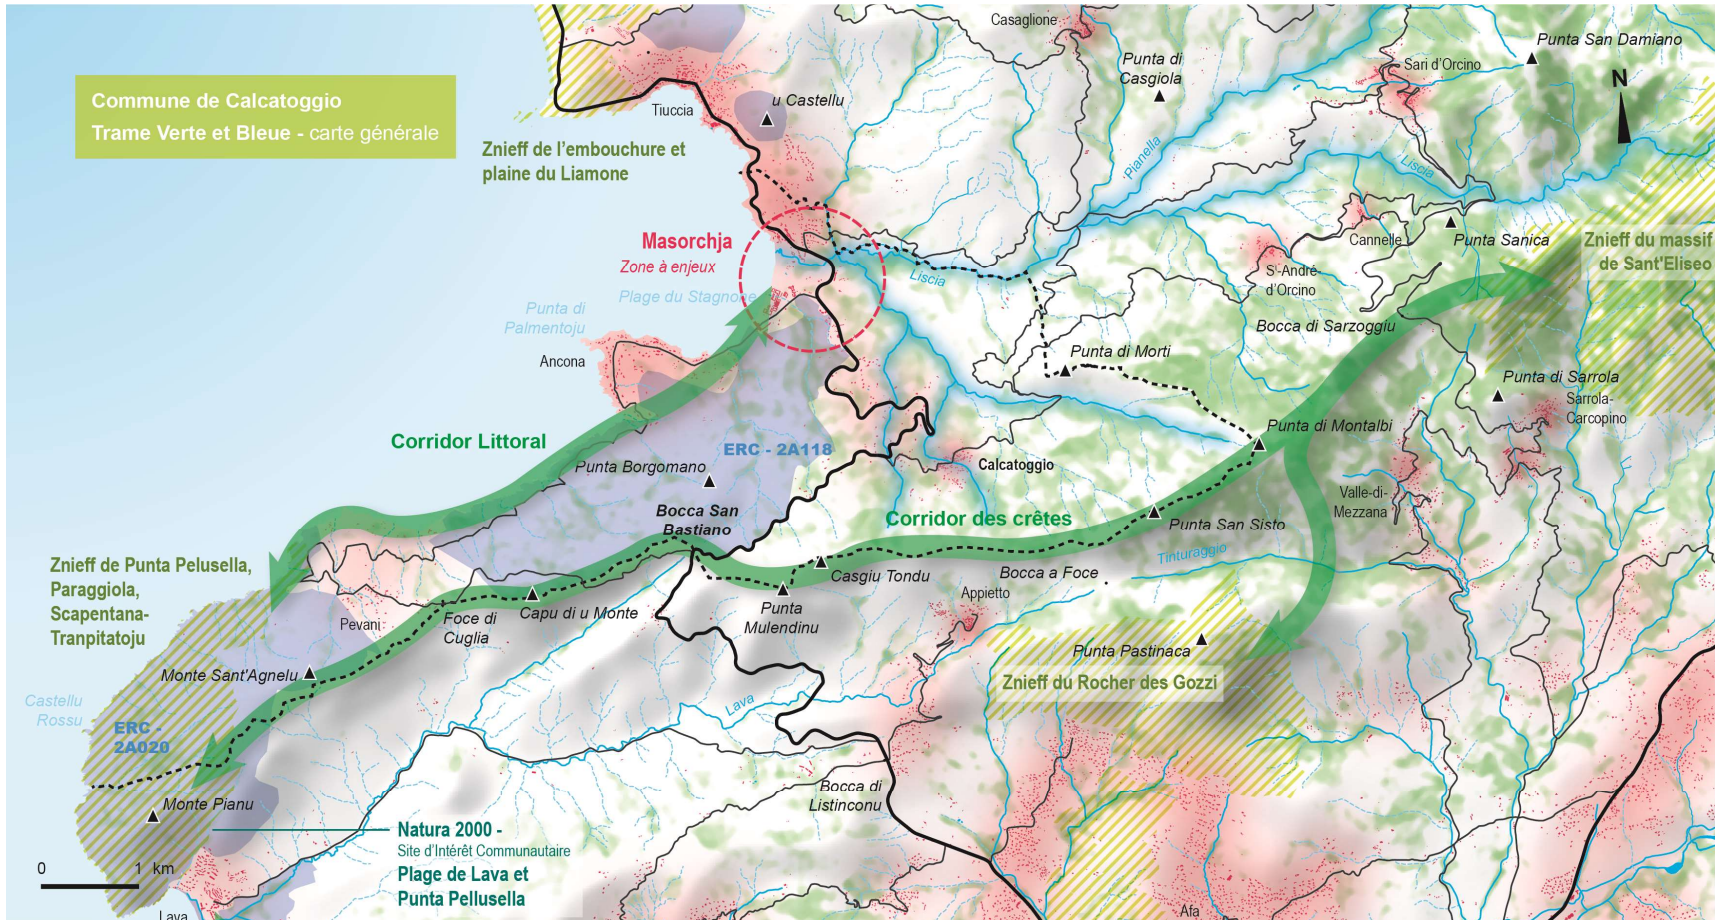 Commune de Calcatoggio
Trame Verte et Bleue - carte générale
Casaglione
Punta San Damiano
Punta di
Casgiola
Sari d'Orcino
N
u Castellu
Tiuccia
Znieff de l'embouchure et
plaine du Liamone
Pianella
Liscia
Masorchja
Zone à enjeux
Cannelle
Punta Sanica
Znieff du massif
de Sant'Eliseo
Plage du Stagnone
Liscia
St-André-
d'Orcino
Punta di
Palmentoju
Bocca di Sarzoggiu
Ancona
Punta di Morti
Punta di Sarrola
Sarrola-
Carcopino
Corridor Littoral
Punta di Montalbi
ERC - 2A118
Punta Borgomano
Calcatoggio
Valle-di-
Mezzana
Bocca San
Bastiano
Corridor des crêtes
Punta San Sisto
Tinturaggio
Znieff de Punta Pelusella,
Paraggiola,
Scapentana-
Tranpitatoju
Casgiu Tondu
Bocca a Foce
Appietto
Pevani
Foce di
Cuglia
Capu di u Monte
Punta
Mulendinu
Punta Pastinaca
Monte Sant'Agnelu
Znieff du Rocher des Gozzi
Castellu
Rossu
Lava
ERC -
2A020
Bocca di
Listinconu
Monte Pianu
Natura 2000 -
Site d'Intérêt Communautaire
Plage de Lava et
Punta Pellusella
0 1 km
Lava
Afa